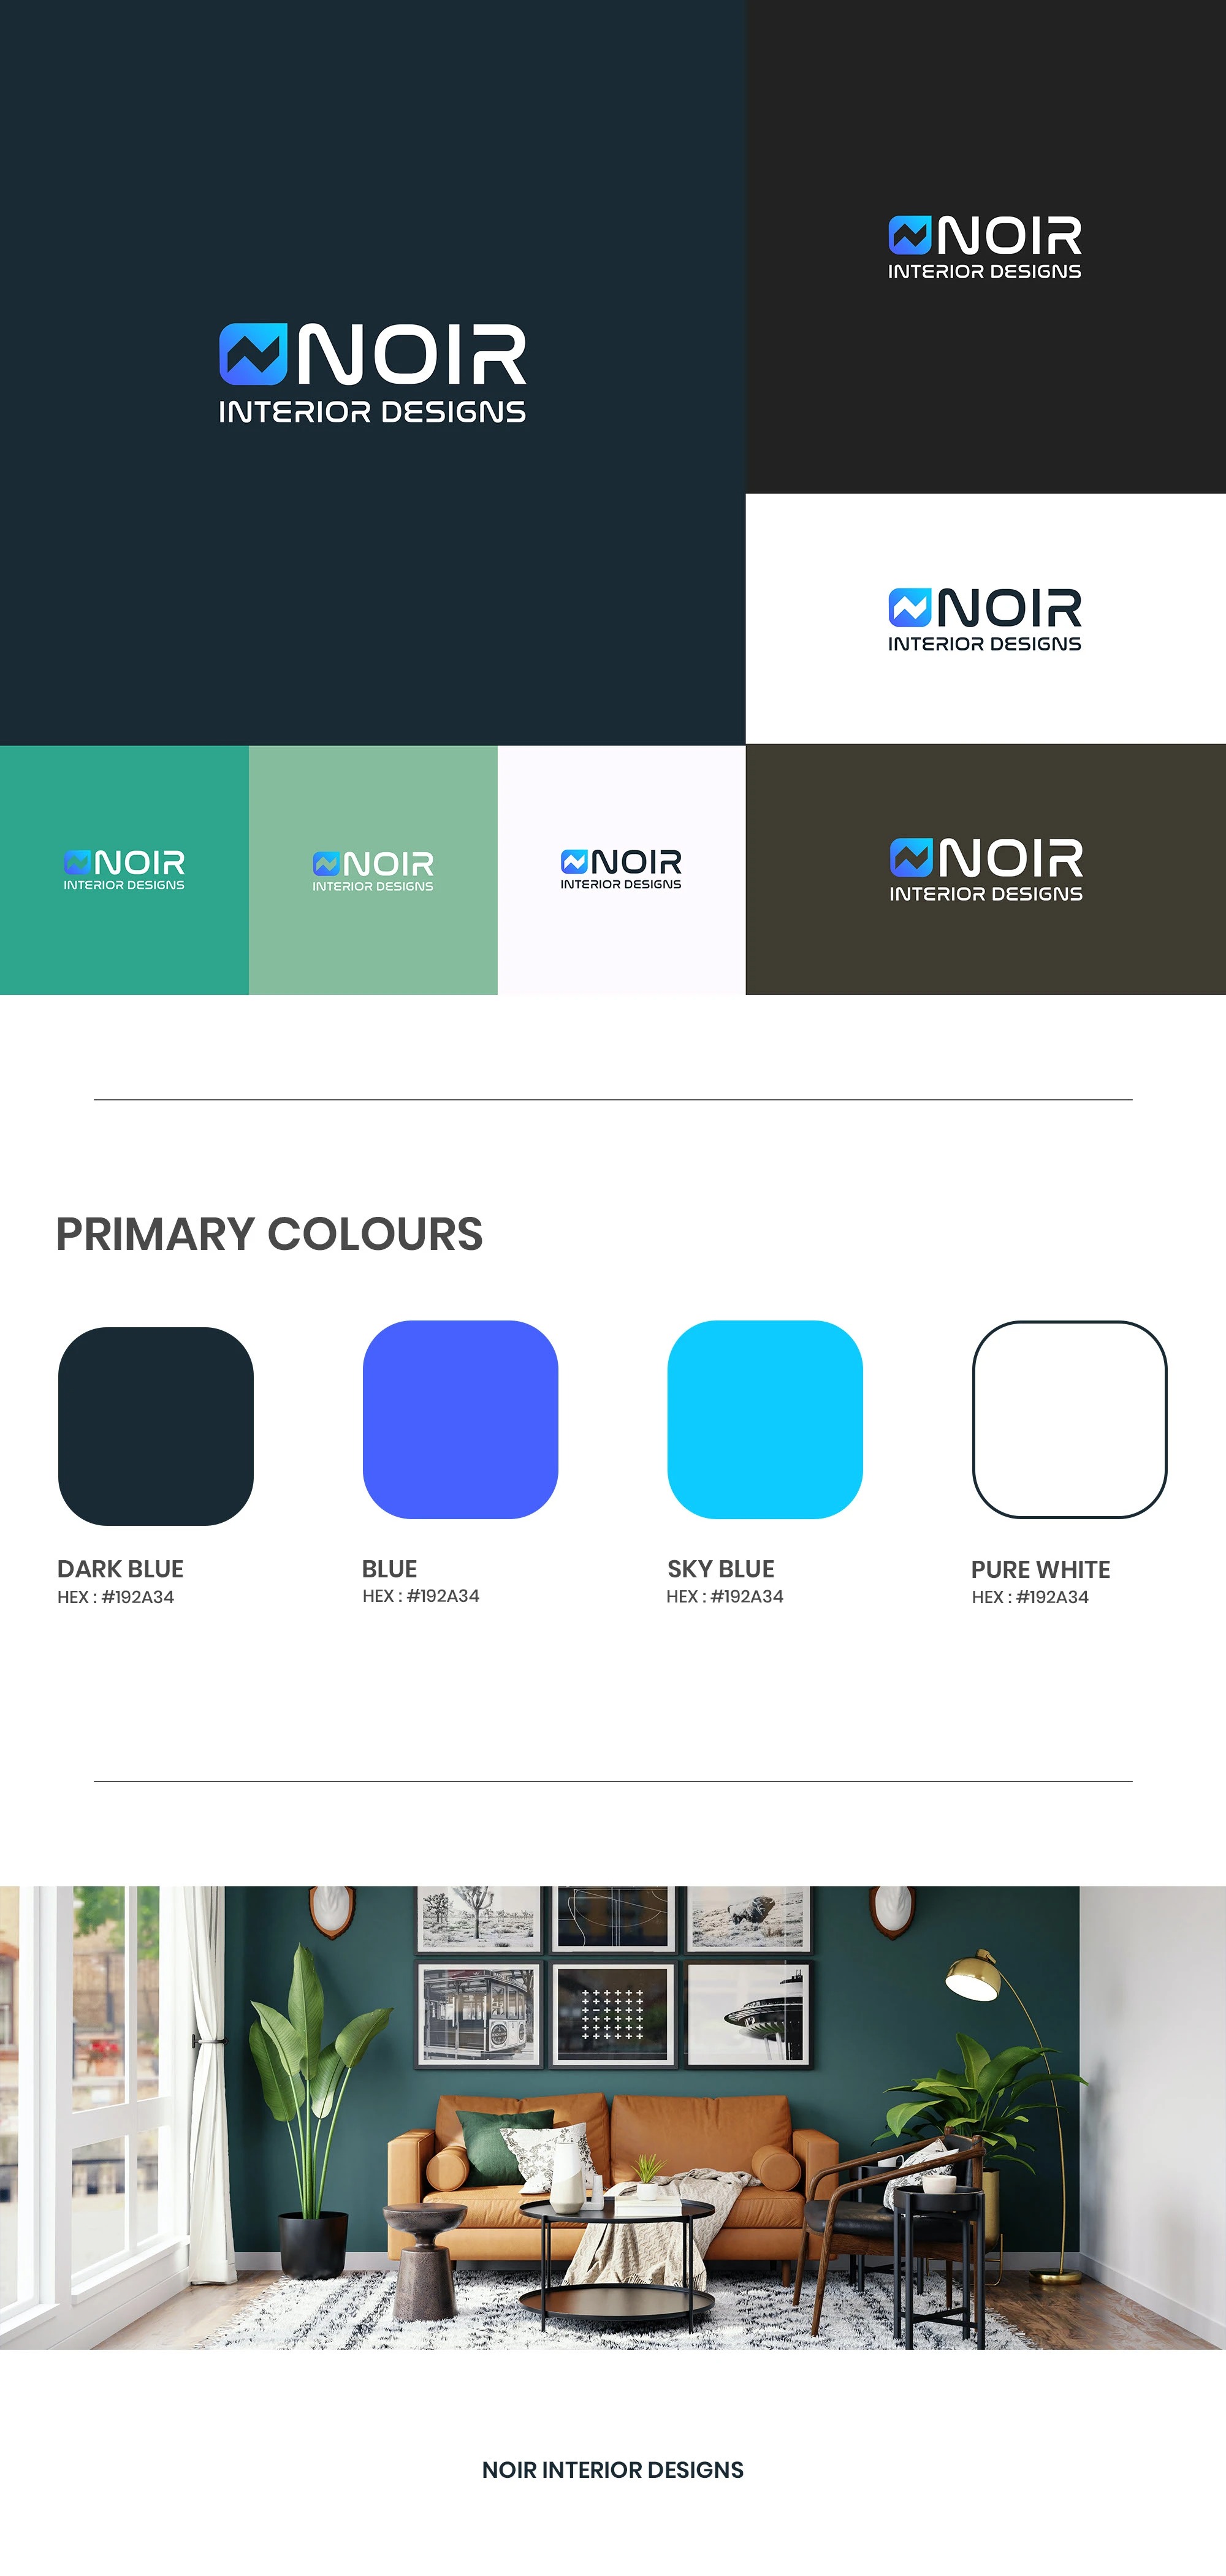 NOIR
INTERIOR DESIGNS
NOIR
INTERIOR DESIGNS
NOIR
INTERIOR DESIGNS
NOIR
INTERIOR DESIGNS
NOIR
INTERIOR DESIGNS
NOIR
INTERIOR DESIGNS
NOIR
INTERIOR DESIGNS
PRIMARY COLOURS
DARK BLUE
HEX : #192A34
BLUE
HEX : #192A34
SKY BLUE
HEX : #192A34
PURE WHITE
HEX : #192A34
NOIR INTERIOR DESIGNS